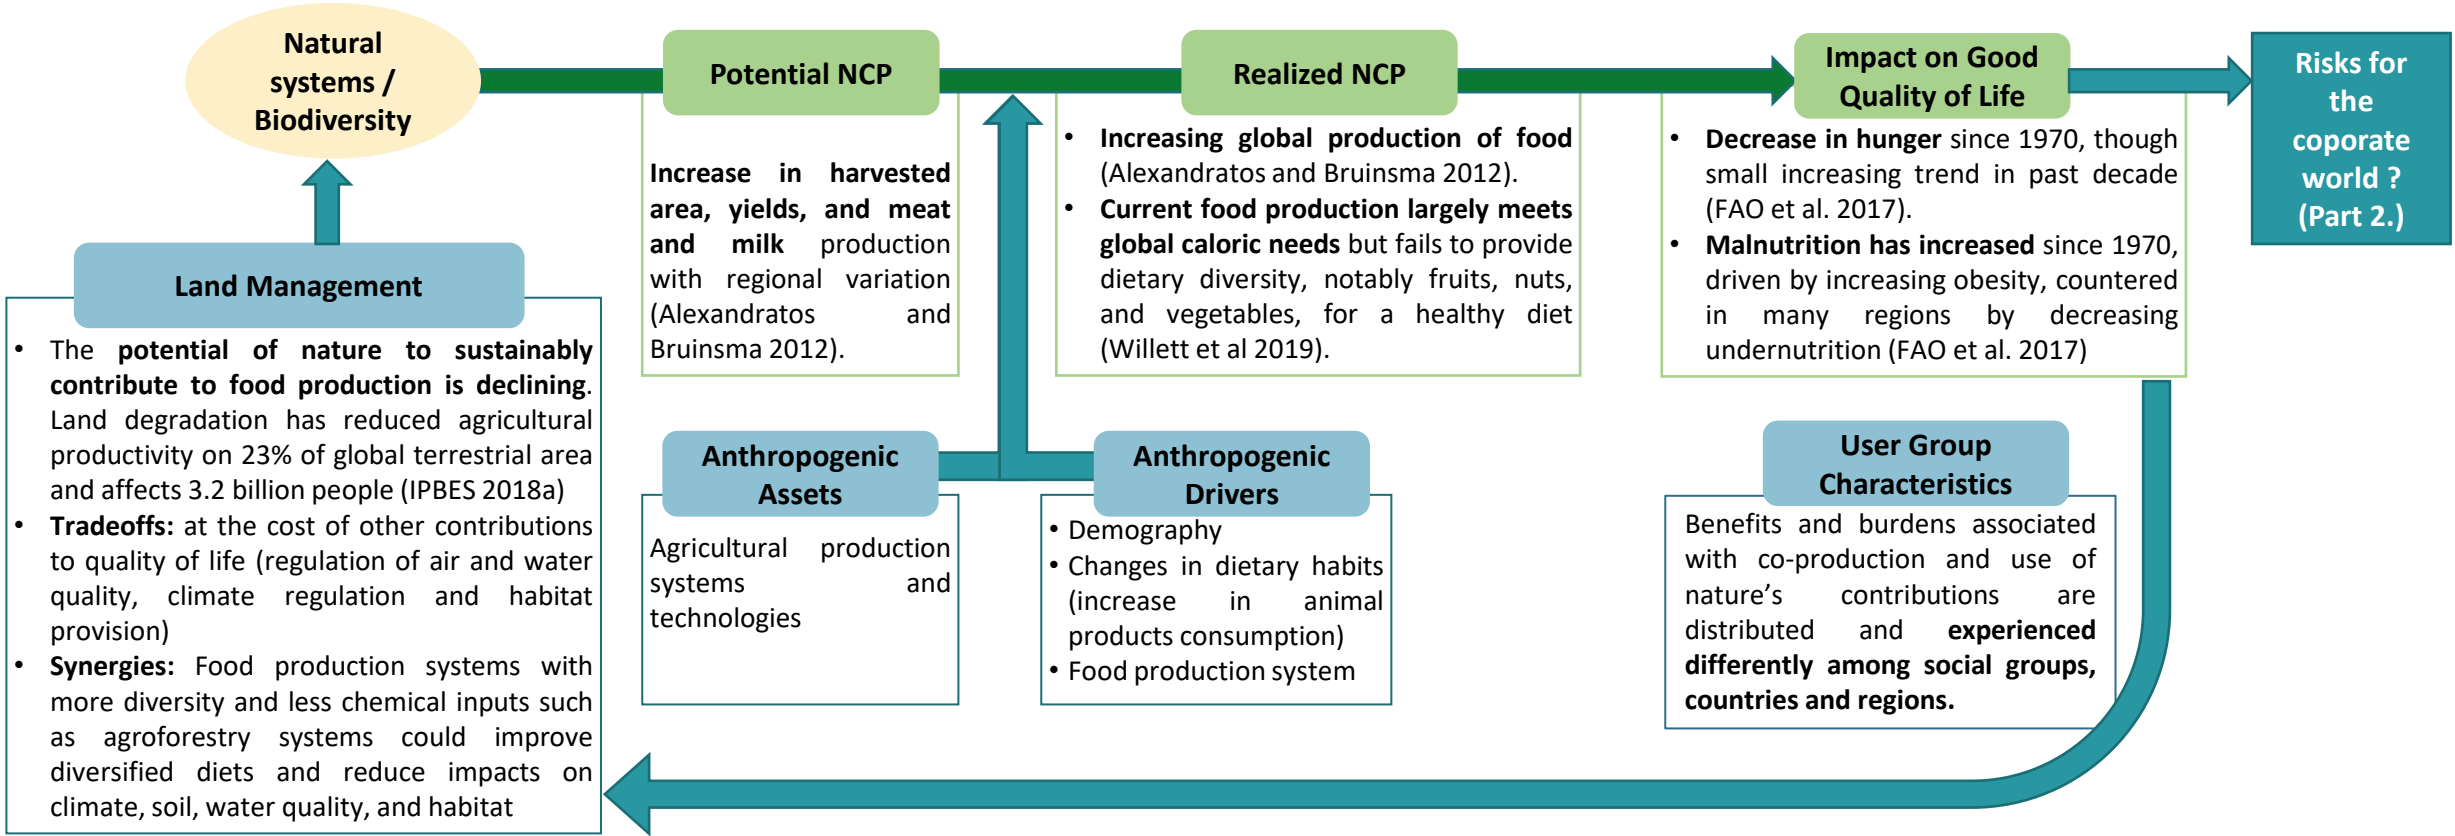 Natural
systems /
Biodiversity
Potential NCP
Increase in harvested
area, yields, and meat
and milk production
with regional variation
(Alexandratos and
Bruinsma 2012).
Realized NCP
• Increasing global production of food
(Alexandratos and Bruinsma 2012).
• Current food production largely meets
global caloric needs but fails to provide
dietary diversity, notably fruits, nuts,
and vegetables, for a healthy diet
(Willett et al 2019).
Impact on Good
Quality of Life
• Decrease in hunger since 1970, though
small increasing trend in past decade
(FAO et al. 2017).
• Malnutrition has increased since 1970,
driven by increasing obesity, countered
in many regions by decreasing
undernutrition (FAO et al. 2017)
Risks for
the
coporate
world ?
(Part 2.)
Land Management
• The potential of nature to sustainably
contribute to food production is declining.
Land degradation has reduced agricultural
productivity on 23% of global terrestrial area
and affects 3.2 billion people (IPBES 2018a)
• Tradeoffs: at the cost of other contributions
to quality of life (regulation of air and water
quality, climate regulation and habitat
provision)
• Synergies: Food production systems with
more diversity and less chemical inputs such
as agroforestry systems could improve
diversified diets and reduce impacts on
climate, soil, water quality, and habitat
Anthropogenic
Assets
Agricultural production
systems and
technologies
Anthropogenic
Drivers
• Demography
• Changes in dietary habits
(increase in animal
products consumption)
• Food production system
User Group
Characteristics
Benefits and burdens associated
with co-production and use of
nature's contributions are
distributed and experienced
differently among social groups,
countries and regions.